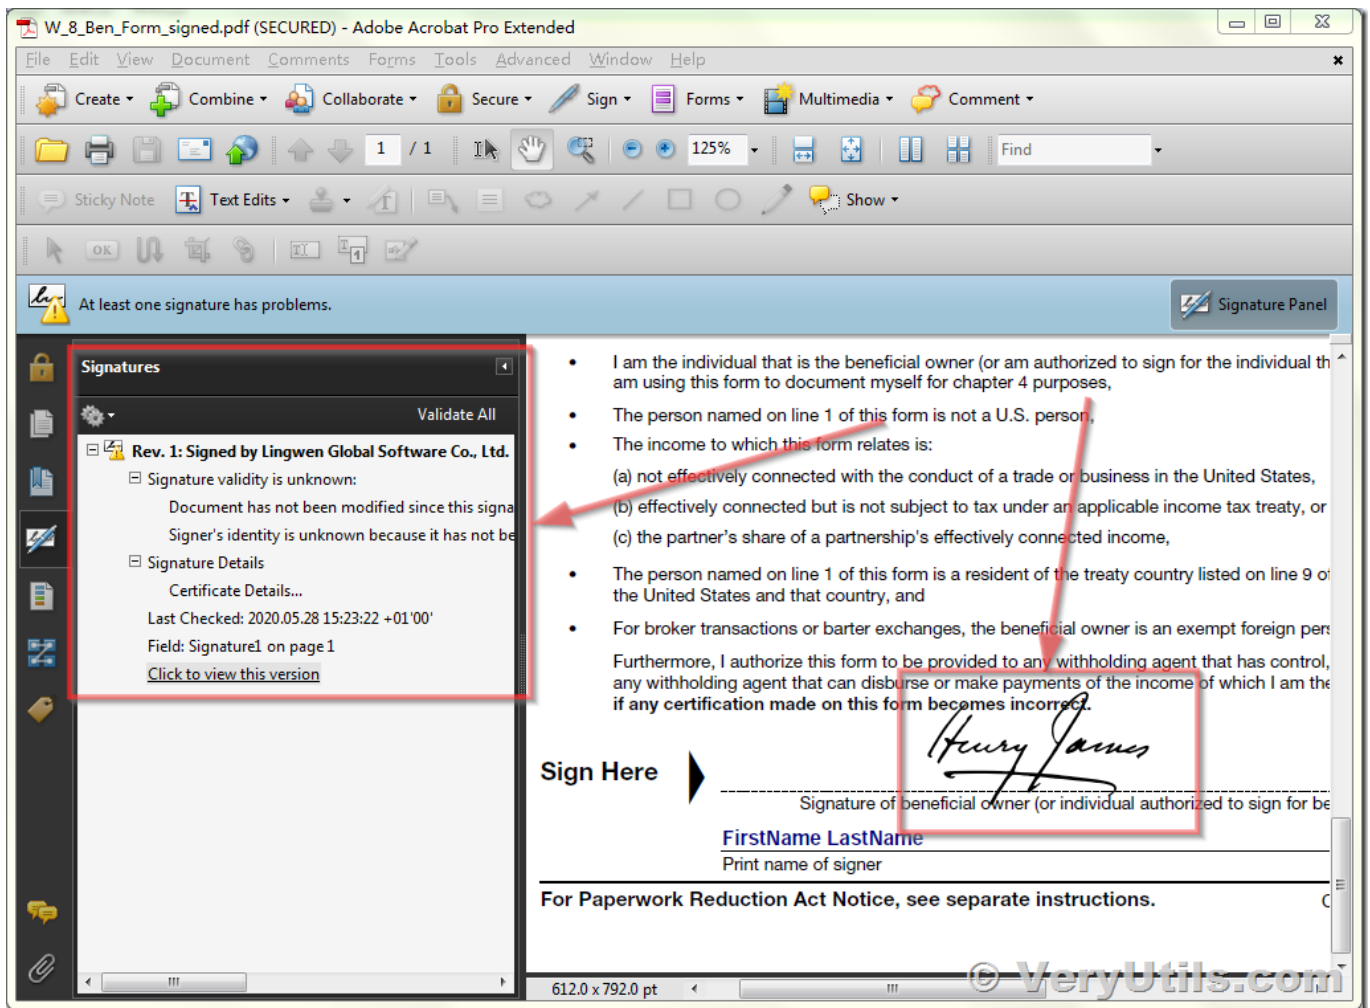 W_8_Ben_Form_signed.pdf (SECURED) - Adobe Acrobat Pro Extended
File Edit View Document Comments Forms Tools Advanced Window Help
Create Combine Collaborate Secure Sign Forms Multimedia Comment
1 / 1 125% Find
Sticky Note Text Edits Show
OK
At least one signature has problems.
Signature Panel
Signatures
Validate All
Rev. 1: Signed by Lingwen Global Software Co., Ltd.
Signature validity is unknown:
Document has not been modified since this signa
Signer's identity is unknown because it has not be
Signature Details
Certificate Details...
Last Checked: 2020.05.28 15:23:22 +01'00'
Field: Signature1 on page 1
Click to view this version
• I am the individual that is the beneficial owner (or am authorized to sign for the individual th
am using this form to document myself for chapter 4 purposes,
• The person named on line 1 of this form is not a U.S. person,
• The income to which this form relates is:
(a) not effectively connected with the conduct of a trade or business in the United States,
(b) effectively connected but is not subject to tax under an applicable income tax treaty, or
(c) the partner's share of a partnership's effectively connected income,
• The person named on line 1 of this form is a resident of the treaty country listed on line 9 of
the United States and that country, and
• For broker transactions or barter exchanges, the beneficial owner is an exempt foreign pers
Furthermore, I authorize this form to be provided to any withholding agent that has control,
any withholding agent that can disburse or make payments of the income of which I am the
if any certification made on this form becomes incorrect.
Henry James
Sign Here
Signature of beneficial owner (or individual authorized to sign for be
FirstName LastName
Print name of signer
For Paperwork Reduction Act Notice, see separate instructions.
612.0 x 792.0 pt
© VeryUtils.com